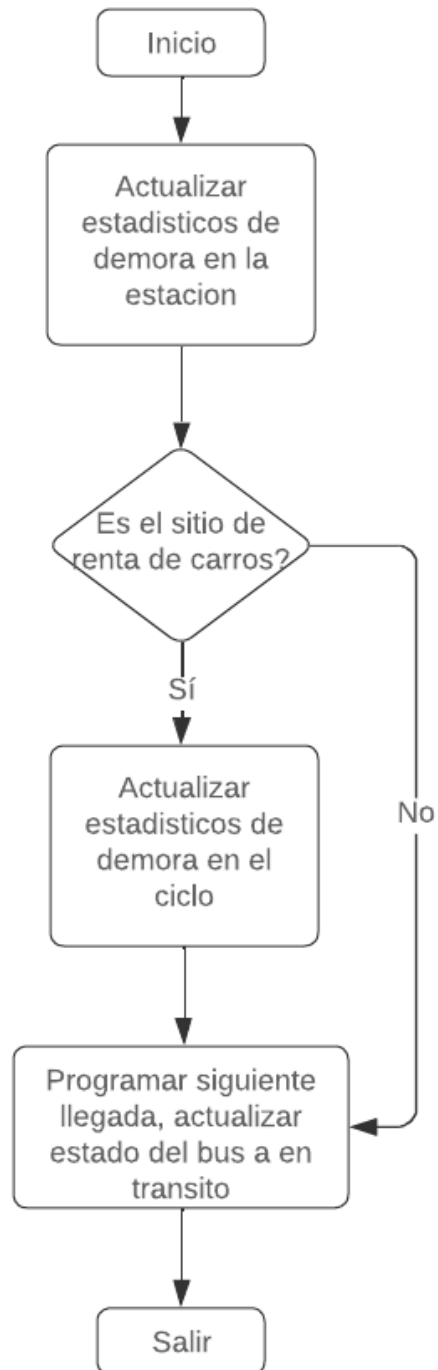 Inicio
Actualizar
estadisticos de
demora en la
estacion
Es el sitio de
renta de carros?
Sí
Actualizar
estadisticos de
demora en el
ciclo
No
Programar siguiente
llegada, actualizar
estado del bus a en
transito
Salir